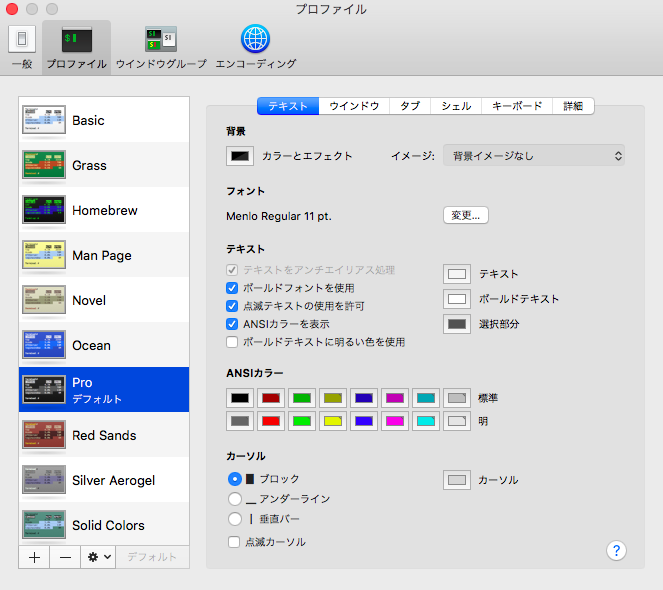 プロファイル
一般
プロファイル
ウインドウグループ
エンコーディング
Basic
Grass
Homebrew
Man Page
Novel
Ocean
Pro
デフォルト
Red Sands
Silver Aerogel
Solid Colors
デフォルト
テキスト ウインドウ タブ シェル キーボード 詳細
背景
カラーとエフェクト イメージ: 背景イメージなし
フォント
Menlo Regular 11 pt. 変更...
テキスト
テキストをアンチエイリアス処理 テキスト
ボールドフォントを使用
点滅テキストの使用を許可 ボールドテキスト
ANSIカラーを表示 選択部分
ボールドテキストに明るい色を使用
ANSIカラー
標準
明
カーソル
ブロック カーソル
アンダーライン
垂直バー
点滅カーソル
?